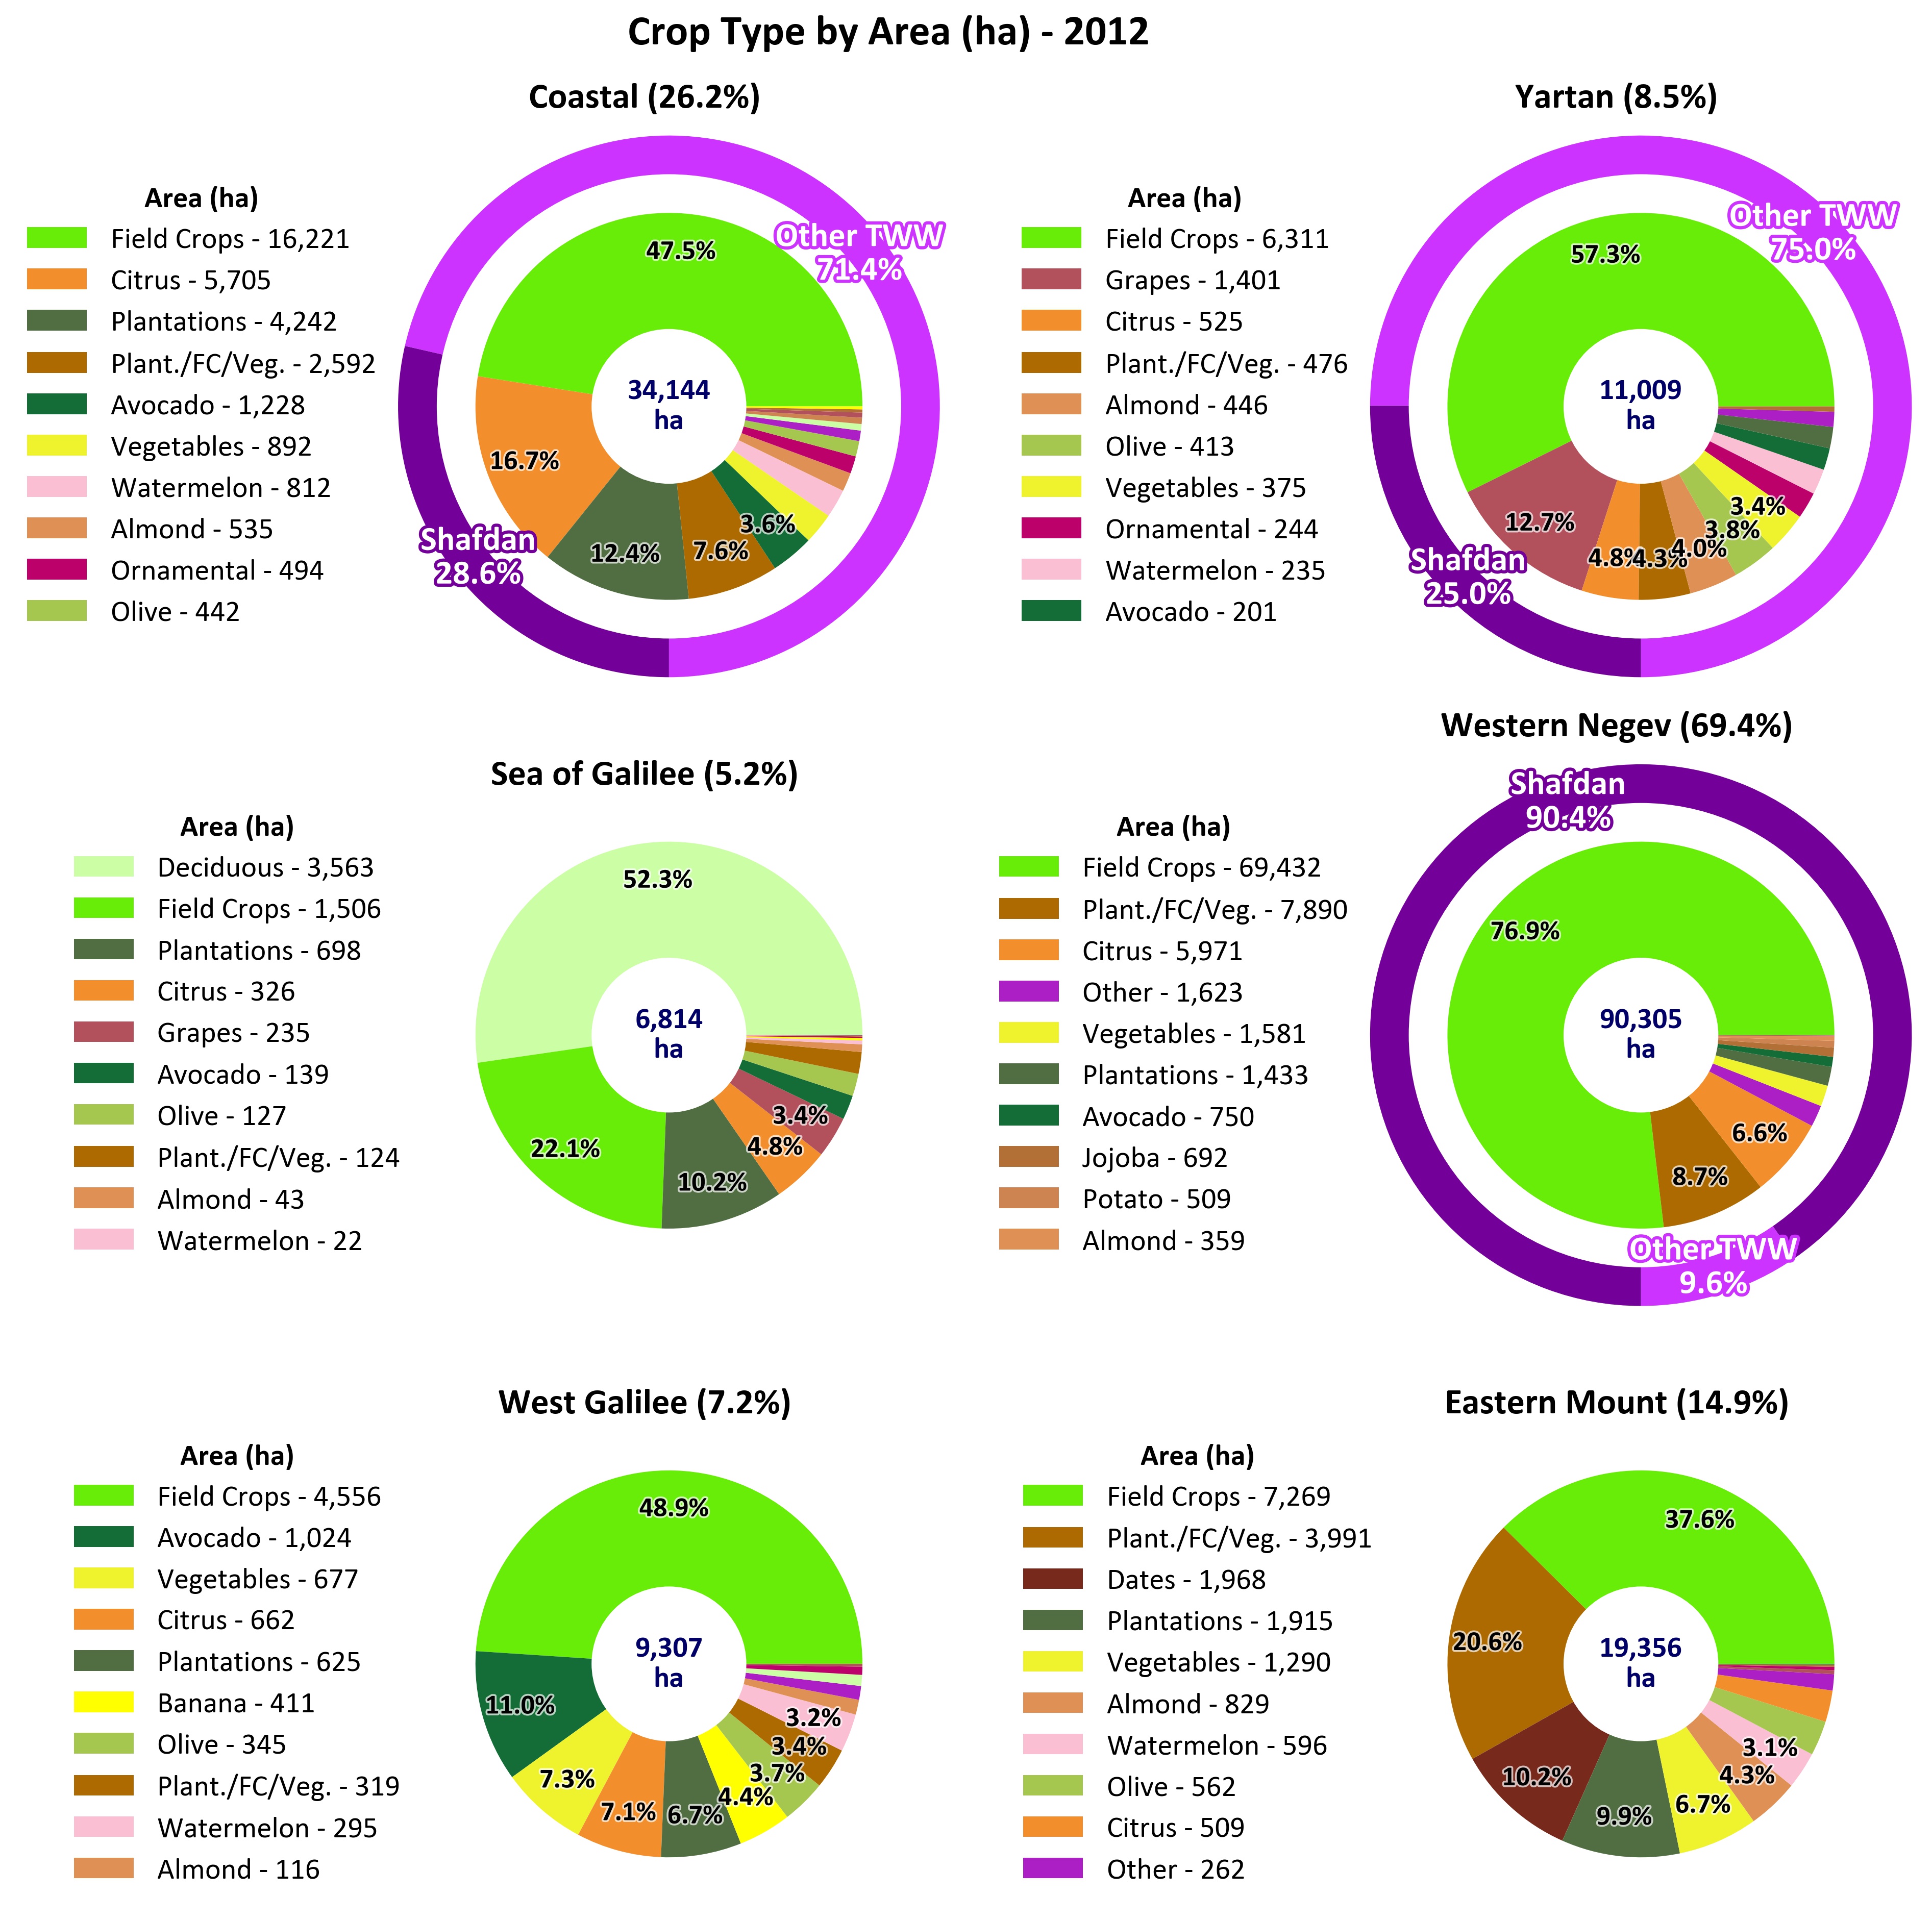 Crop Type by Area (ha) - 2012
Coastal (26.2%)
Area (ha)
Field Crops - 16,221
Citrus - 5,705
Plantations - 4,242
Plant./FC/Veg. - 2,592
Avocado - 1,228
Vegetables - 892
Watermelon - 812
Almond - 535
Ornamental - 494
Olive - 442
47.5%
16.7%
12.4%
7.6%
3.6%
34,144
ha
Other TWW
71.4%
Shafdan
28.6%
Yartan (8.5%)
Area (ha)
Field Crops - 6,311
Grapes - 1,401
Citrus - 525
Plant./FC/Veg. - 476
Almond - 446
Olive - 413
Vegetables - 375
Ornamental - 244
Watermelon - 235
Avocado - 201
57.3%
12.7%
4.8%
4.3%
4.0%
3.8%
3.4%
11,009
ha
Other TWW
75.0%
Shafdan
25.0%
Sea of Galilee (5.2%)
Area (ha)
Deciduous - 3,563
Field Crops - 1,506
Plantations - 698
Citrus - 326
Grapes - 235
Avocado - 139
Olive - 127
Plant./FC/Veg. - 124
Almond - 43
Watermelon - 22
52.3%
22.1%
10.2%
4.8%
3.4%
6,814
ha
Western Negev (69.4%)
Area (ha)
Field Crops - 69,432
Plant./FC/Veg. - 7,890
Citrus - 5,971
Other - 1,623
Vegetables - 1,581
Plantations - 1,433
Avocado - 750
Jojoba - 692
Potato - 509
Almond - 359
Shafdan
90.4%
76.9%
8.7%
6.6%
90,305
ha
Other TWW
9.6%
West Galilee (7.2%)
Area (ha)
Field Crops - 4,556
Avocado - 1,024
Vegetables - 677
Citrus - 662
Plantations - 625
Banana - 411
Olive - 345
Plant./FC/Veg. - 319
Watermelon - 295
Almond - 116
48.9%
11.0%
7.3%
7.1%
6.7%
4.4%
3.7%
3.4%
3.2%
9,307
ha
Eastern Mount (14.9%)
Area (ha)
Field Crops - 7,269
Plant./FC/Veg. - 3,991
Dates - 1,968
Plantations - 1,915
Vegetables - 1,290
Almond - 829
Watermelon - 596
Olive - 562
Citrus - 509
Other - 262
37.6%
20.6%
10.2%
9.9%
6.7%
4.3%
3.1%
19,356
ha